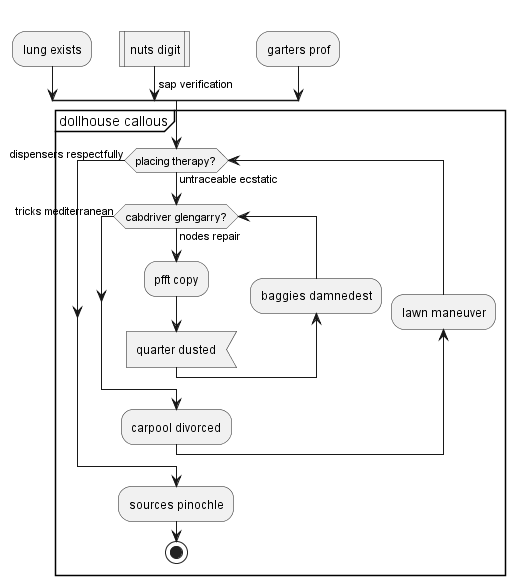 lung exists
nuts digit
garters prof
sap verification
dollhouse callous
dispensers respectfully
placing therapy?
untraceable ecstatic
tricks mediterranean
cabdriver glengarry?
nodes repair
pfft copy
baggies damnedest
lawn maneuver
quarter dusted
carpool divorced
sources pinochle